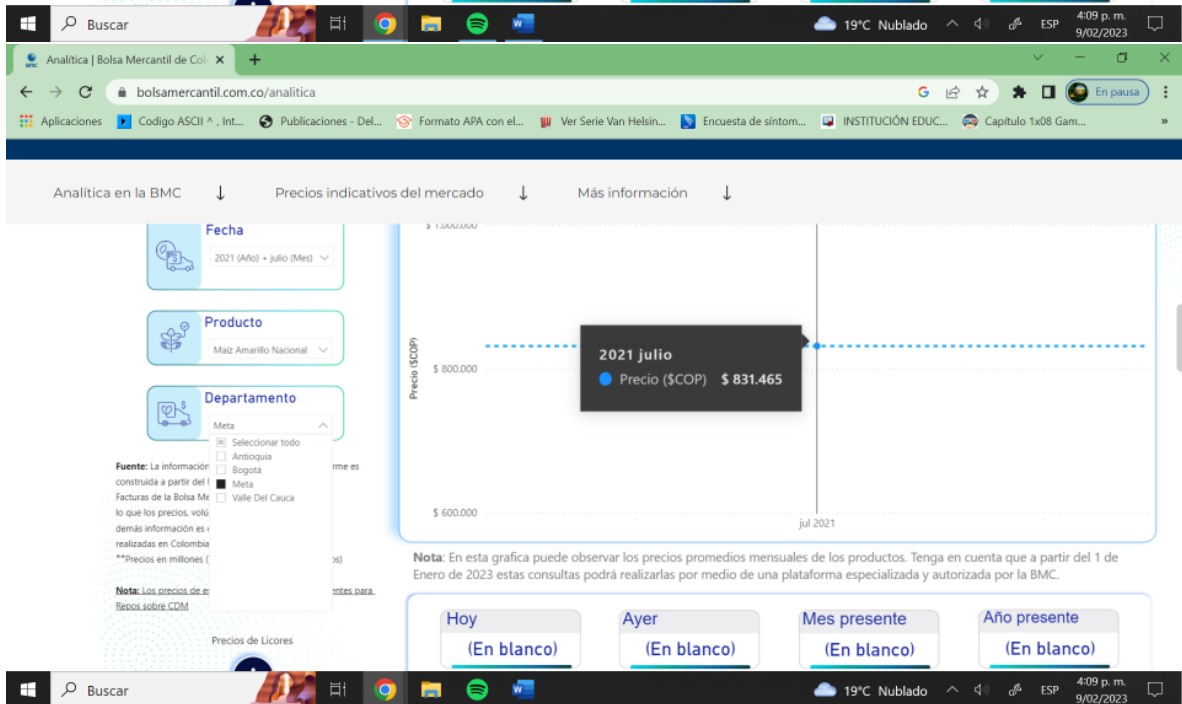 Buscar
19°C Nublado
ESP
4:09 p. m.
9/02/2023
Analítica | Bolsa Mercantil de Col
bolsamercantil.com.co/analitica
En pausa
Aplicaciones
Codigo ASCII ^ , Int...
Publicaciones - Del...
Formato APA con el...
Ver Serie Van Helsin...
Encuesta de síntom...
INSTITUCIÓN EDUC...
Capítulo 1x08 Gam...
»
Analítica en la BMC ↓
Precios indicativos del mercado ↓
Más información ↓
Fecha
2021 (Año) + julio (Mes)
Producto
Maíz Amarillo Nacional
Departamento
Meta
Seleccionar todo
Antioquia
Bogotá
Meta
Valle Del Cauca
Fuente: La información
rme es
construida a partir del
Facturas de la Bolsa Me
lo que los precios, volú
demás información es
realizadas en Colombia
**Precios en millones (
os)
Nota: Los precios de e
ntes para
Repos sobre CDM
Precios de Licores
Precio ($COP)
$ 1.000.000
$ 800.000
$ 600.000
2021 julio
Precio ($COP) $ 831.465
jul 2021
Nota: En esta grafica puede observar los precios promedios mensuales de los productos. Tenga en cuenta que a partir del 1 de
Enero de 2023 estas consultas podrá realizarlas por medio de una plataforma especializada y autorizada por la BMC.
Hoy
(En blanco)
Ayer
(En blanco)
Mes presente
(En blanco)
Año presente
(En blanco)
Buscar
19°C Nublado
ESP
4:09 p. m.
9/02/2023